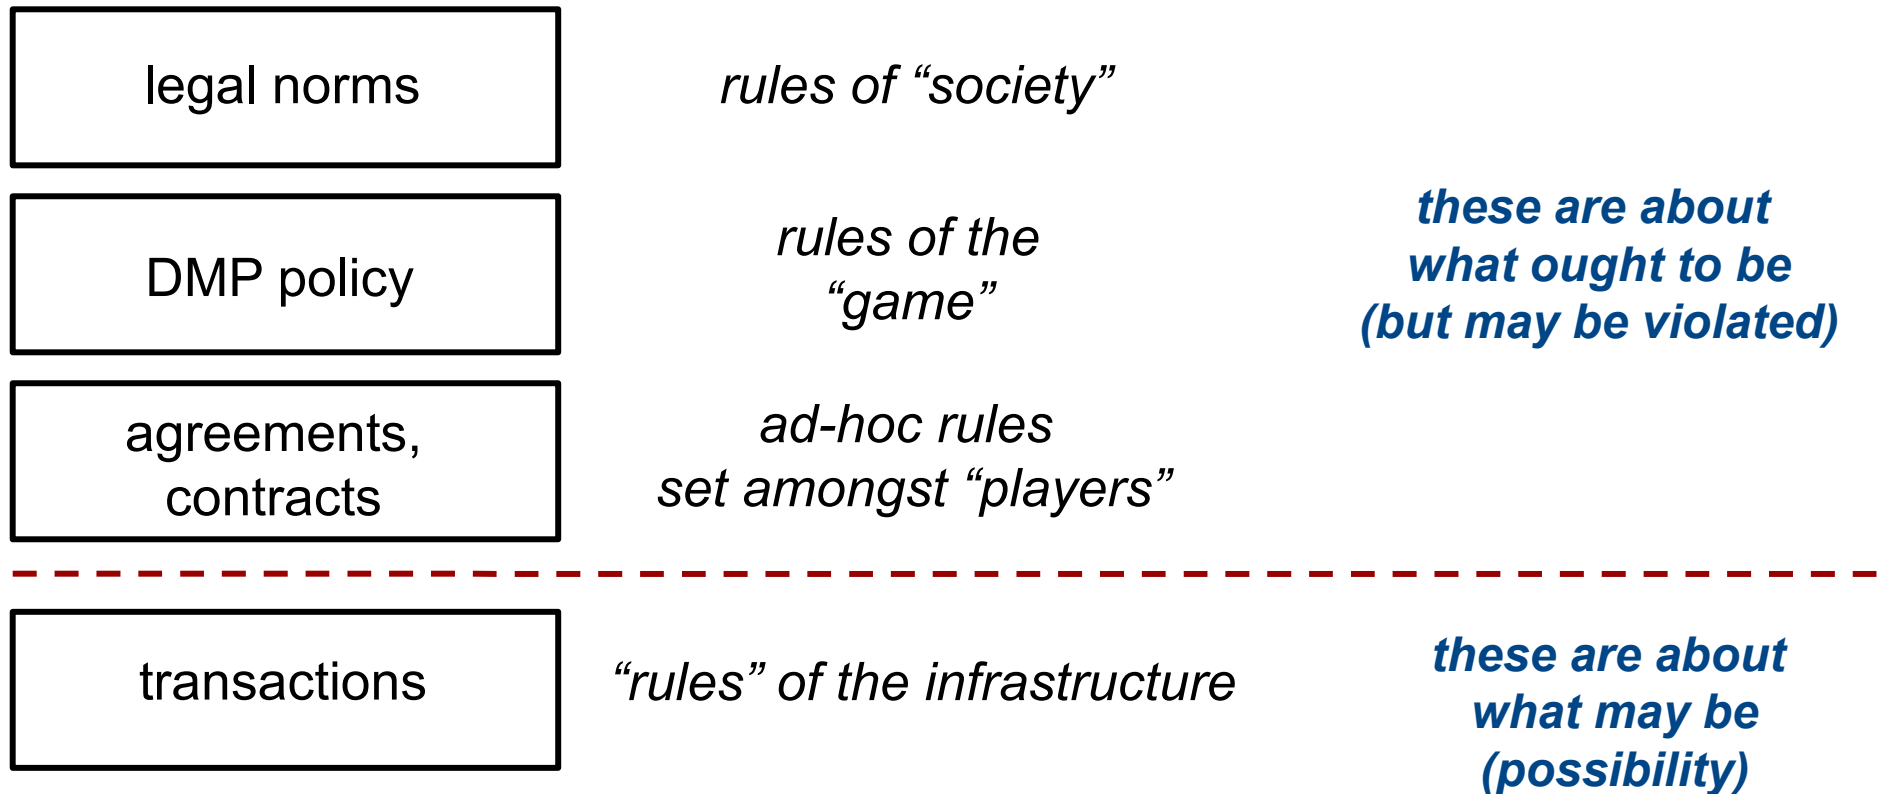 legal norms
rules of “society”
DMP policy
rules of the
“game”
these are about
what ought to be
(but may be violated)
agreements,
contracts
ad-hoc rules
set amongst “players”
transactions
“rules” of the infrastructure
these are about
what may be
(possibility)